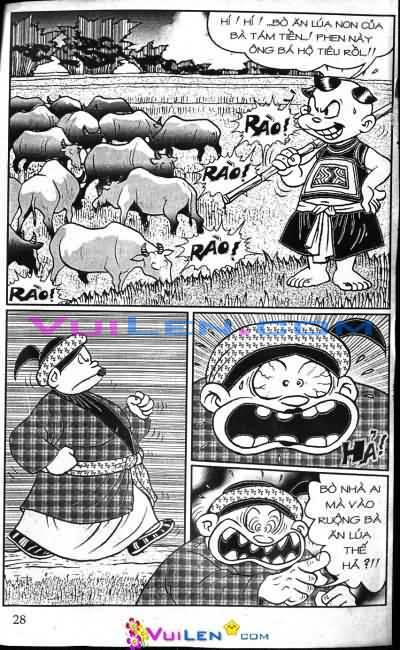 HÍ! HÍ! ...BÒ ĂN LÚA NON CỦA
BÀ TÁM TIỀN..! PHEN NÀY
ÔNG BÁ HỘ TIÊU RỒI..!!
RÀO!
RÀO!
RÀO!
RÀO!
VUILEN.COM
HẢ!
BÒ NHÀ AI
MÀ VÀO
RUỘNG BÀ
ĂN LÚA
THẾ
HẢ?!!
28
VUILEN.COM